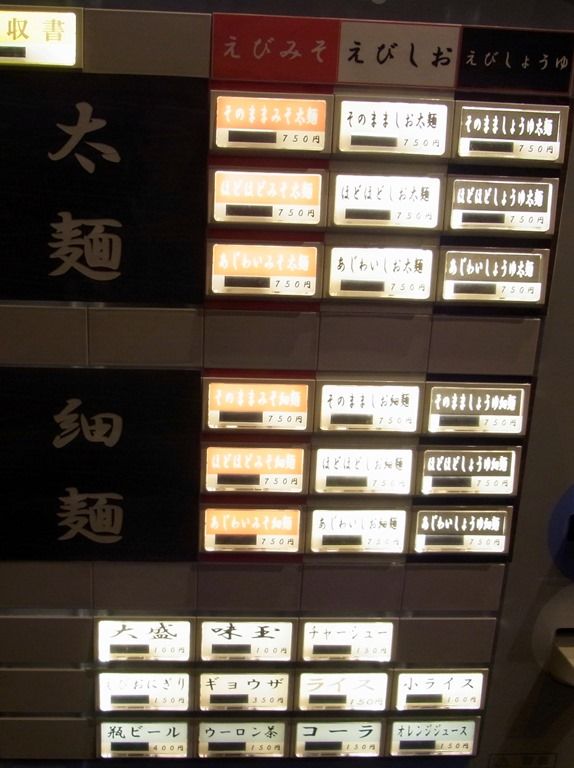 収書
えびみそ えびしお えびしょうゆ
太麺
そのままみそ太麺 そのまましお太麺 そのまましょうゆ太麺
750円 750円 750円
ほどほどみそ太麺 ほどほどしお太麺 ほどほどしょうゆ太麺
750円 750円 750円
あじわいみそ太麺 あじわいしお太麺 あじわいしょうゆ太麺
750円 750円 750円
細麺
そのままみそ細麺 そのまましお細麺 そのまましょうゆ細麺
750円 750円 750円
ほどほどみそ細麺 ほどほどしお細麺 ほどほどしょうゆ細麺
750円 750円 750円
あじわいみそ細麺 あじわいしお細麺 あじわいしょうゆ細麺
750円 750円 750円
大盛 味玉 チャーシュー
100円 100円 150円
えびおにぎり ギョウザ ライス 小ライス
150円 350円 150円 100円
瓶ビール ウーロン茶 コーラ オレンジジュース
400円 150円 150円 150円